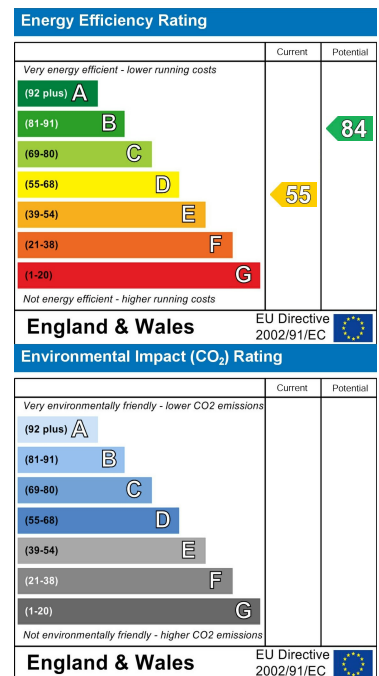 Energy Efficiency Rating
Current Potential
Very energy efficient - lower running costs
(92 plus) A
(81-91) B
84
(69-80) C
(55-68) D
55
(39-54) E
(21-38) F
(1-20) G
Not energy efficient - higher running costs
England & Wales
EU Directive
2002/91/EC
Environmental Impact (CO₂) Rating
Current Potential
Very environmentally friendly - lower CO2 emissions
(92 plus) A
(81-91) B
(69-80) C
(55-68) D
(39-54) E
(21-38) F
(1-20) G
Not environmentally friendly - higher CO2 emissions
England & Wales
EU Directive
2002/91/EC